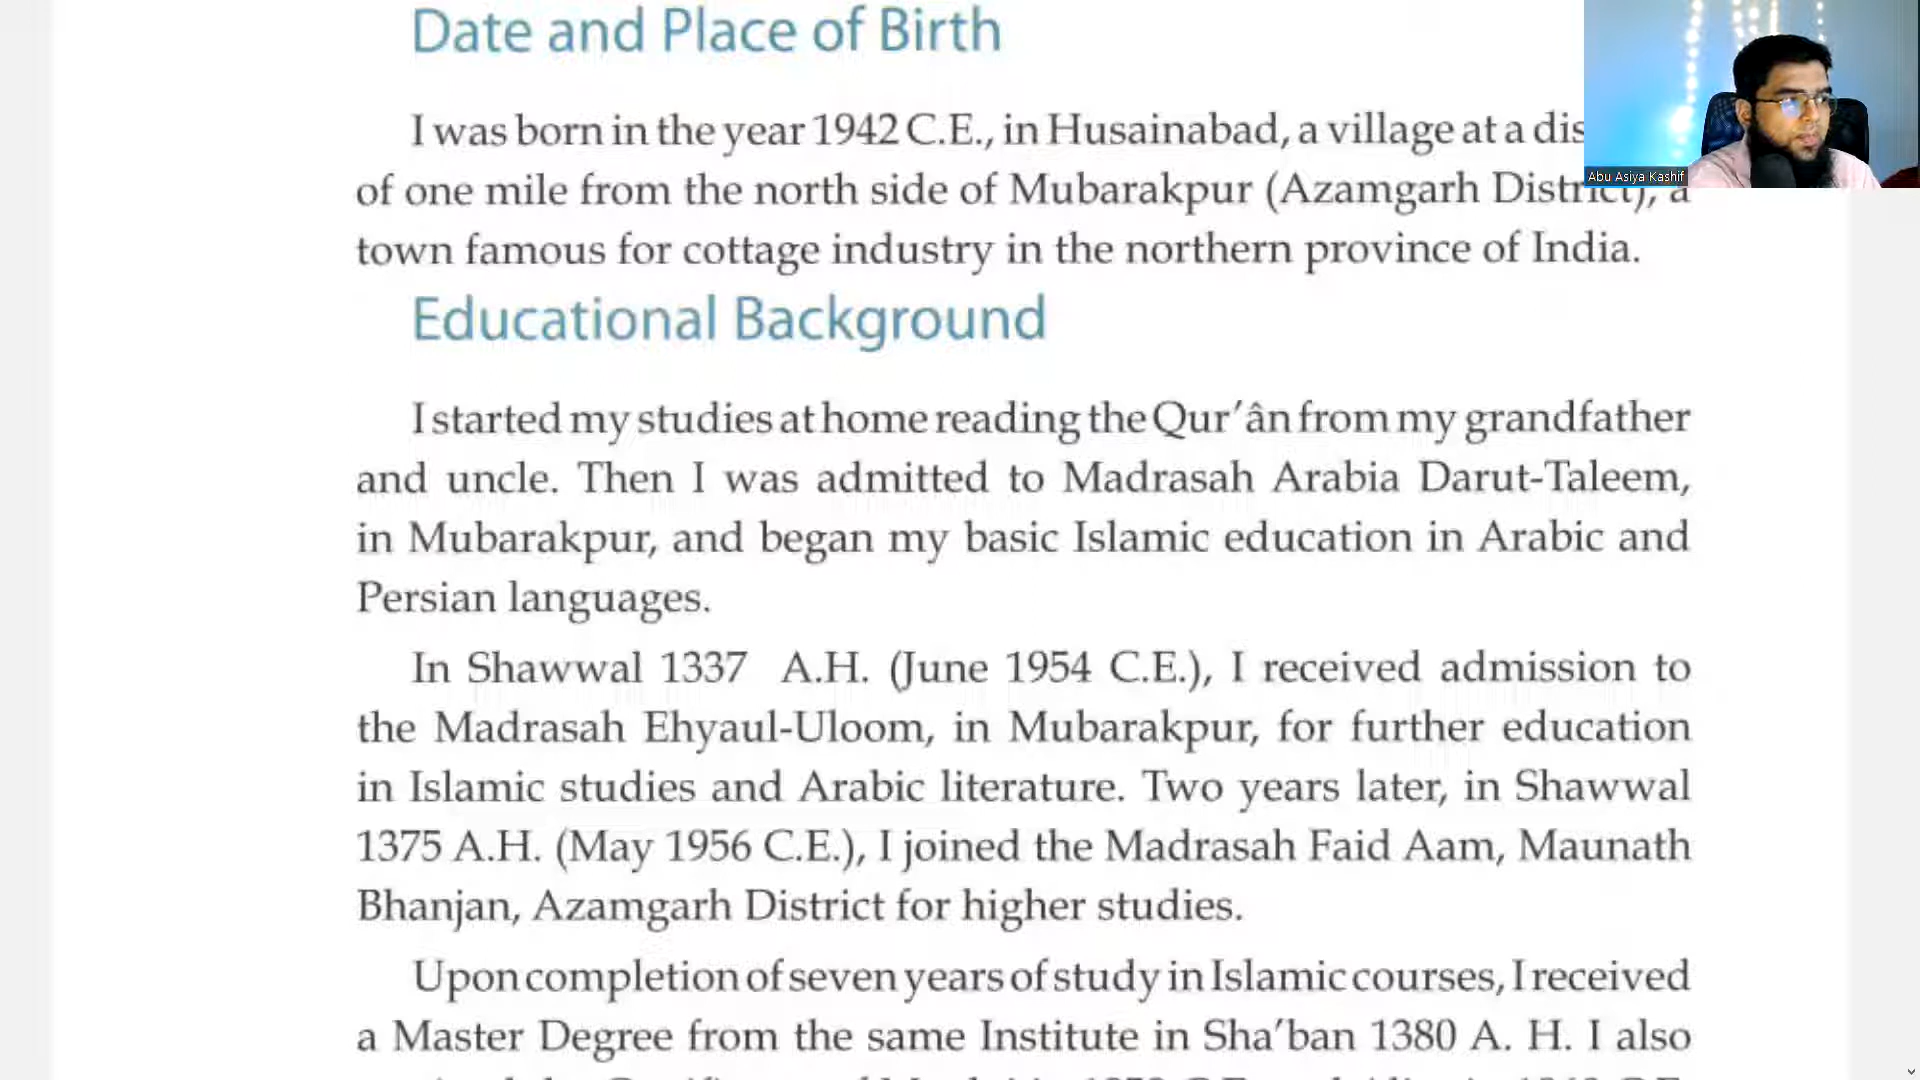 Date and Place of Birth
I was born in the year 1942 C.E., in Husainabad, a village at a dis
of one mile from the north side of Mubarakpur (Azamgarh District), a
town famous for cottage industry in the northern province of India.
Educational Background
I started my studies at home reading the Qur’ân from my grandfather
and uncle. Then I was admitted to Madrasah Arabia Darut-Taleem,
in Mubarakpur, and began my basic Islamic education in Arabic and
Persian languages.
In Shawwal 1337 A.H. (June 1954 C.E.), I received admission to
the Madrasah Ehyaul-Uloom, in Mubarakpur, for further education
in Islamic studies and Arabic literature. Two years later, in Shawwal
1375 A.H. (May 1956 C.E.), I joined the Madrasah Faid Aam, Maunath
Bhanjan, Azamgarh District for higher studies.
Upon completion of seven years of study in Islamic courses, I received
a Master Degree from the same Institute in Sha’ban 1380 A. H. I also
Abu Asiya Kashif